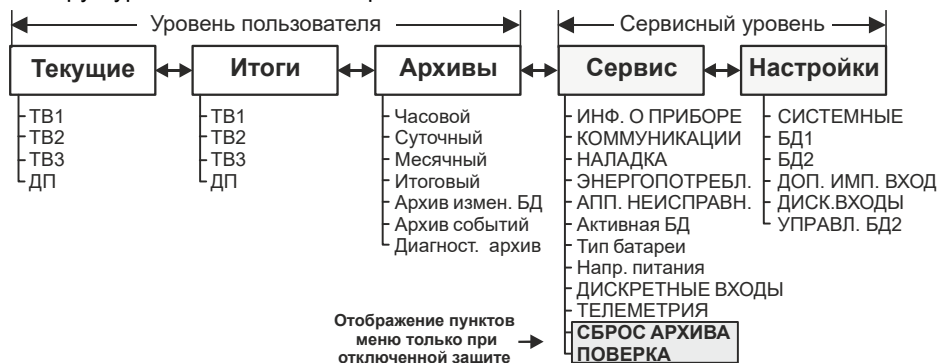 Уровень пользователя
Сервисный уровень
Текущие
Итоги
Архивы
Сервис
Настройки
ТВ1
ТВ2
ТВ3
ДП
ТВ1
ТВ2
ТВ3
ДП
Часовой
Суточный
Месячный
Итоговый
Архив измен. БД
Архив событий
Диагност. архив
ИНФ. О ПРИБОРЕ
КОММУНИКАЦИИ
НАЛАДКА
ЭНЕРГОПОТРЕБЛ.
АПП. НЕИСПРАВН.
Активная БД
Тип батареи
Напр. питания
ДИСКРЕТНЫЕ ВХОДЫ
ТЕЛЕМЕТРИЯ
СБРОС АРХИВА
ПОВЕРКА
СИСТЕМНЫЕ
БД1
БД2
ДОП. ИМП. ВХОД
ДИСК.ВХОДЫ
УПРАВЛ. БД2
Отображение пунктов
меню только при
отключенной защите